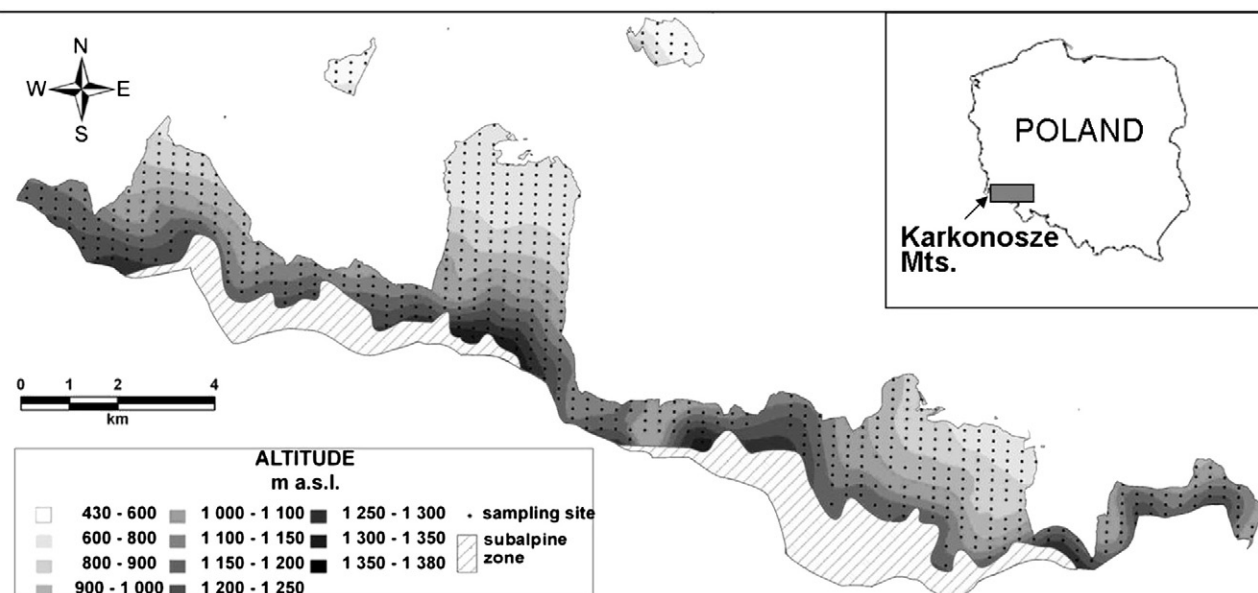 N
W E
S
POLAND
Karkonosze
Mts.
0 1 2 4
km
ALTITUDE
m a.s.l.
430 - 600 1 000 - 1 100 1 250 - 1 300 sampling site
600 - 800 1 100 - 1 150 1 300 - 1 350 subalpine
800 - 900 1 150 - 1 200 1 350 - 1 380 zone
900 - 1 000 1 200 - 1 250